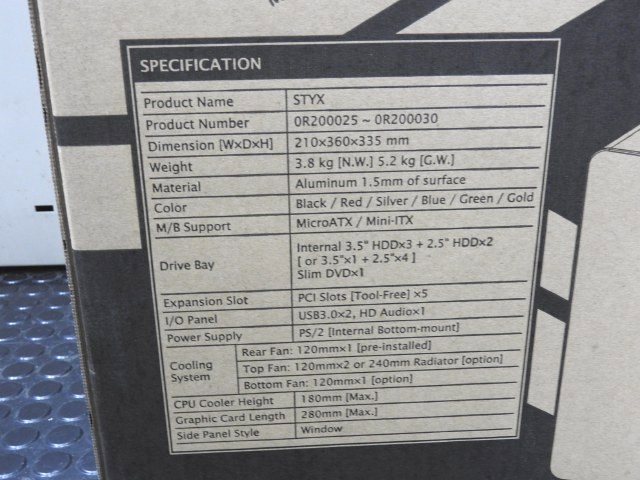 SPECIFICATION
Product Name STYX
Product Number 0R200025 ~ 0R200030
Dimension [W×D×H] 210×360×335 mm
Weight 3.8 kg [N.W.] 5.2 kg [G.W.]
Material Aluminum 1.5mm of surface
Color Black / Red / Silver / Blue / Green / Gold
M/B Support MicroATX / Mini-ITX
Drive Bay Internal 3.5" HDD×3 + 2.5" HDD×2
[ or 3.5"×1 + 2.5"×4 ]
Slim DVD×1
Expansion Slot PCI Slots [Tool-Free] ×5
I/O Panel USB3.0×2, HD Audio×1
Power Supply PS/2 [Internal Bottom-mount]
Cooling System Rear Fan: 120mm×1 [pre-installed]
Top Fan: 120mm×2 or 240mm Radiator [option]
Bottom Fan: 120mm×1 [option]
CPU Cooler Height 180mm [Max.]
Graphic Card Length 280mm [Max.]
Side Panel Style Window